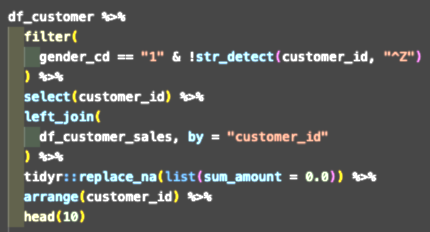 df_customer %>%
  filter(
    gender_cd == "1" & !str_detect(customer_id, "^Z")
  ) %>%
  select(customer_id) %>%
  left_join(
    df_customer_sales, by = "customer_id"
  ) %>%
  tidyr::replace_na(list(sum_amount = 0.0)) %>%
  arrange(customer_id) %>%
  head(10)